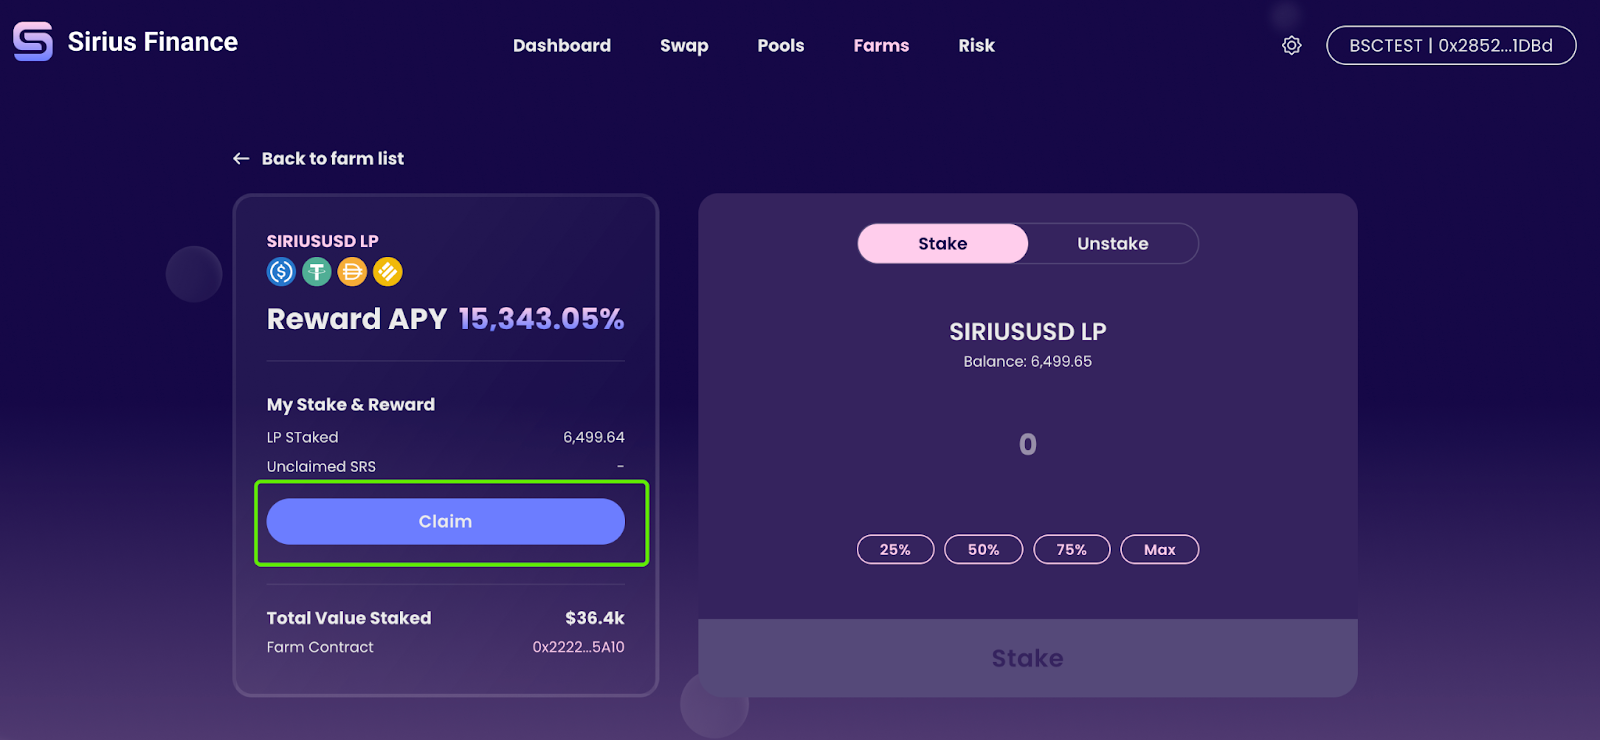 Sirius Finance
Dashboard Swap Pools Farms Risk
BSCTEST | 0x2852...1DBd
← Back to farm list
SIRIUSUSD LP
Reward APY 15,343.05%
My Stake & Reward
LP STaked 6,499.64
Unclaimed SRS -
Claim
Total Value Staked $36.4k
Farm Contract 0x2222...5A10
Stake Unstake
SIRIUSUSD LP
Balance: 6,499.65
0
25% 50% 75% Max
Stake